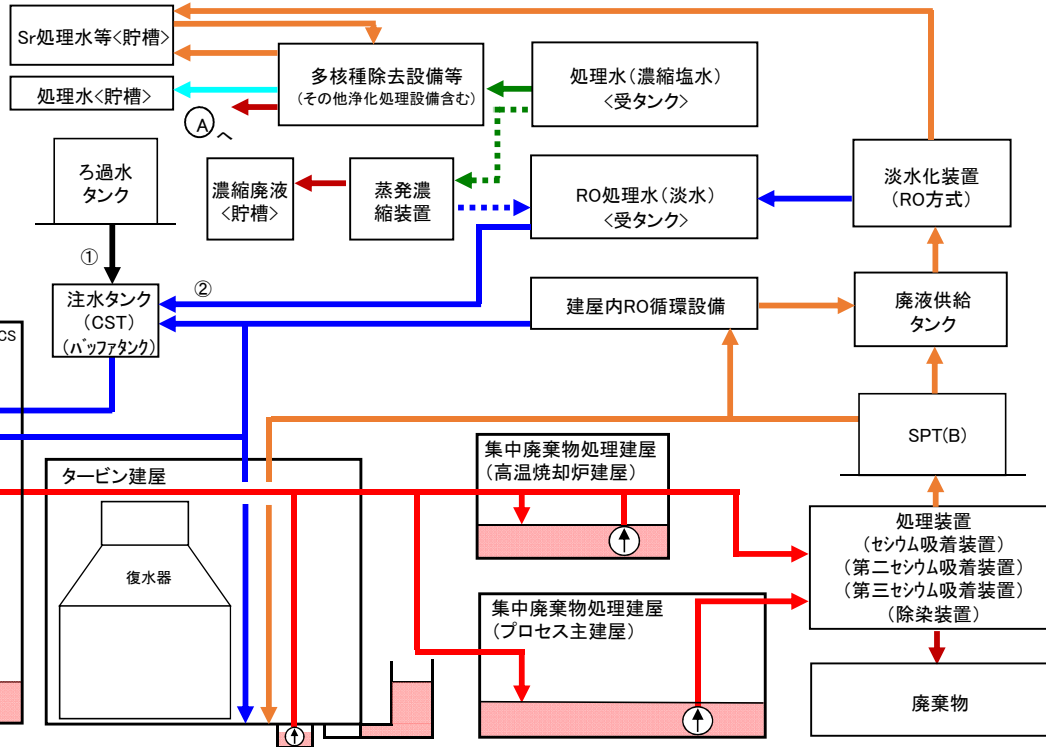 Sr処理水等<貯槽>
処理水<貯槽>
多核種除去設備等
(その他浄化処理設備含む)
処理水(濃縮塩水)
<受タンク>
Ⓐへ
ろ過水
タンク
濃縮廃液
<貯槽>
蒸発濃
縮装置
RO処理水(淡水)
<受タンク>
淡水化装置
(RO方式)
①
②
注水タンク
(CST)
(バッファタンク)
建屋内RO循環設備
廃液供給
タンク
CS
SPT(B)
タービン建屋
復水器
集中廃棄物処理建屋
(高温焼却炉建屋)
処理装置
(セシウム吸着装置)
(第二セシウム吸着装置)
(第三セシウム吸着装置)
(除染装置)
集中廃棄物処理建屋
(プロセス主建屋)
廃棄物